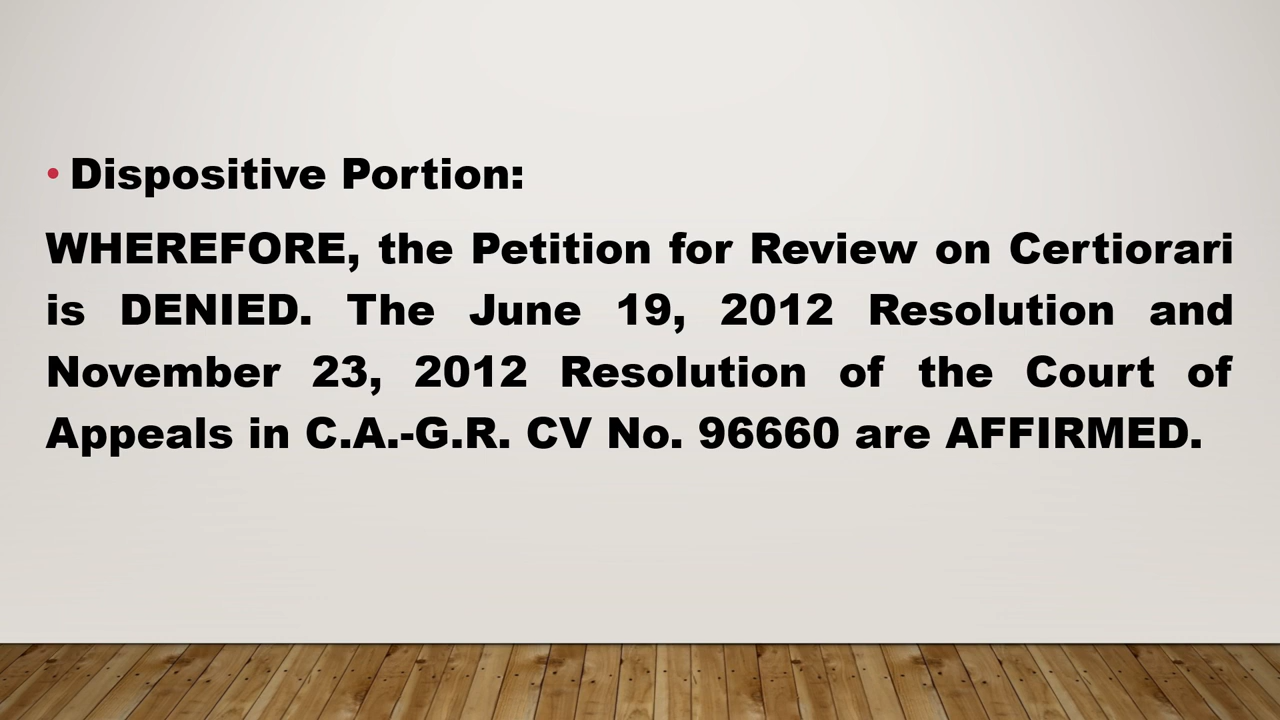 • Dispositive Portion:
WHEREFORE, the Petition for Review on Certiorari
is DENIED. The June 19, 2012 Resolution and
November 23, 2012 Resolution of the Court of
Appeals in C.A.-G.R. CV No. 96660 are AFFIRMED.